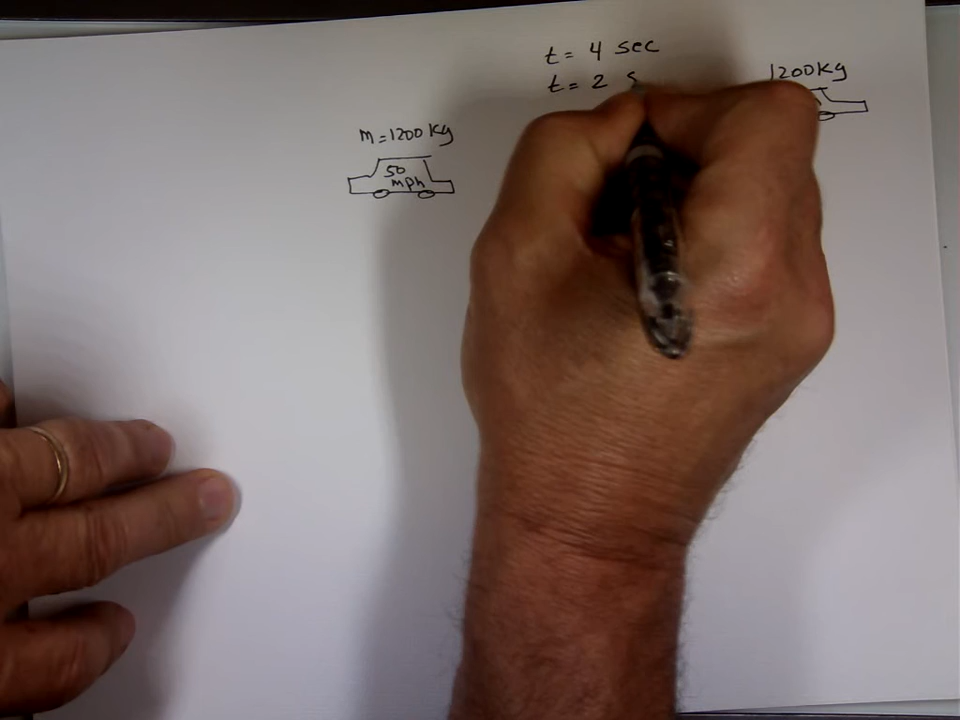 t = 4 sec
t = 2 s
1200 Kg
m = 1200 Kg
50
mph